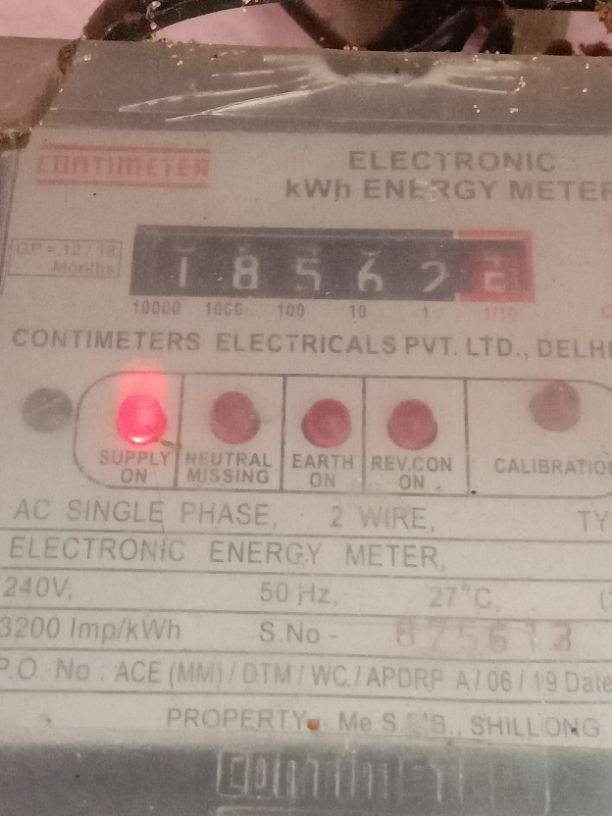 CONTIMETER
ELECTRONIC
kWh ENERGY METER
GP = 12 / 18
Months
1 8 5 6 2 2
10000 1000 100 10 1 1/10
CONTIMETERS ELECTRICALS PVT. LTD., DELHI
SUPPLY ON
NEUTRAL MISSING
EARTH ON
REV.CON ON
CALIBRATION
AC SINGLE PHASE, 2 WIRE, TY
ELECTRONIC ENERGY METER,
240V, 50 Hz, 27°C,
3200 Imp/kWh S.No - 875613
P.O. No : ACE (MM) / DTM / WC / APDRP A / 06 / 19 Date
PROPERTY Me.S.E.B., SHILLONG
CONTIMETER